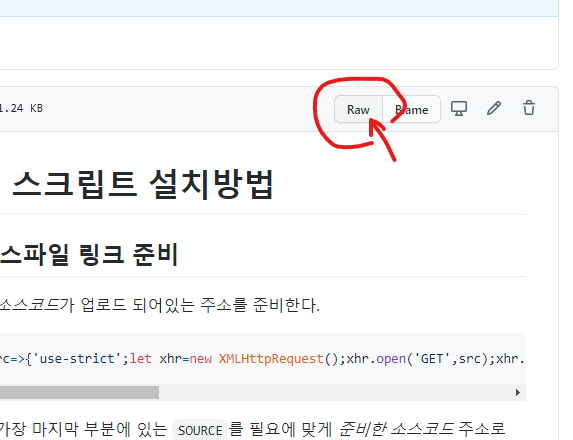 1.24 KB Raw Blame
스크립트 설치방법
스파일 링크 준비
소스코드가 업로드 되어있는 주소를 준비한다.
rc=>{'use-strict';let xhr=new XMLHttpRequest();xhr.open('GET',src);xhr.
가장 마지막 부분에 있는 SOURCE 를 필요에 맞게 준비한 소스코드 주소로